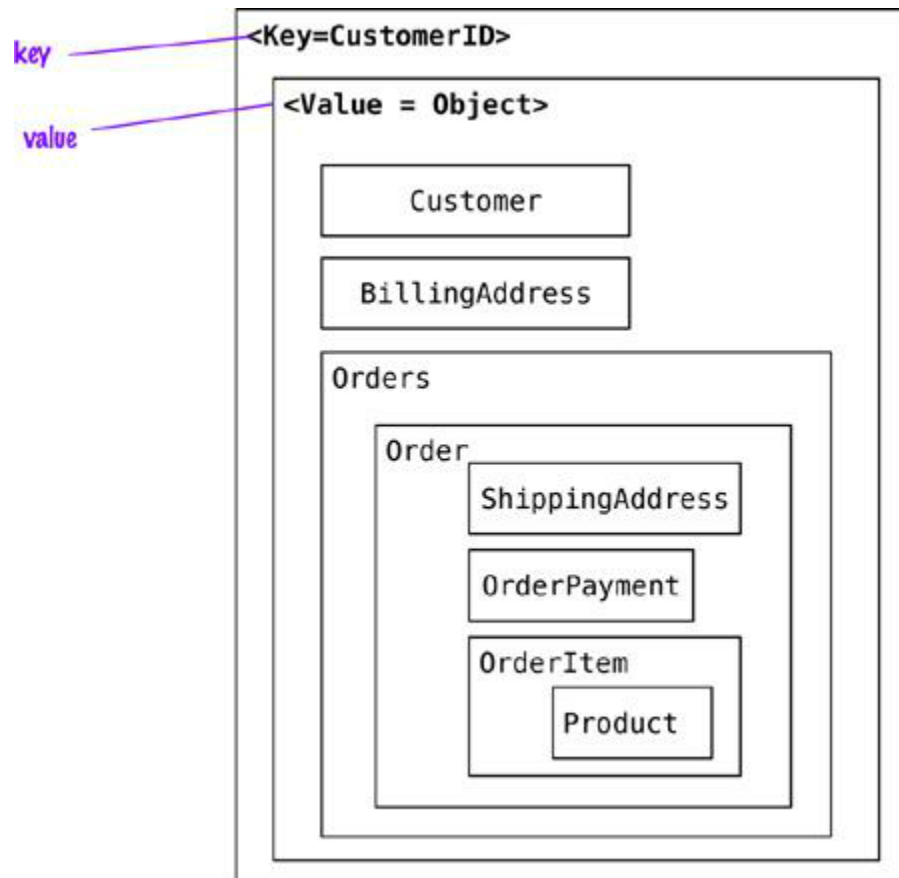 <Key=CustomerID>
key
<Value = Object>
value
Customer
BillingAddress
Orders
Order
ShippingAddress
OrderPayment
OrderItem
Product